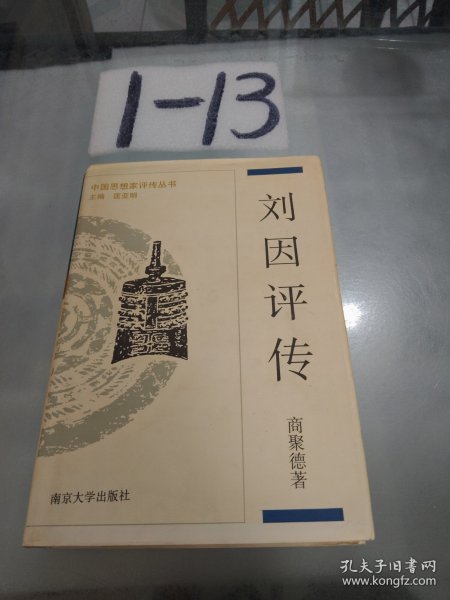 1-13
中国思想家评传丛书
主编 匡亚明
刘因评传
商聚德著
南京大学出版社
孔夫子旧书网
www.kongfz.com